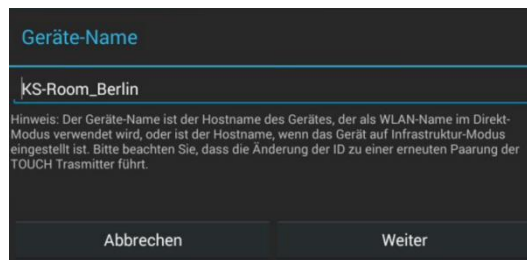 Geräte-Name
KS-Room_Berlin
Hinweis: Der Geräte-Name ist der Hostname des Gerätes, der als WLAN-Name im Direkt-
Modus verwendet wird, oder ist der Hostname, wenn das Gerät auf Infrastruktur-Modus
eingestellt ist. Bitte beachten Sie, dass die Änderung der ID zu einer erneuten Paarung der
TOUCH Trasmitter führt.
Abbrechen Weiter